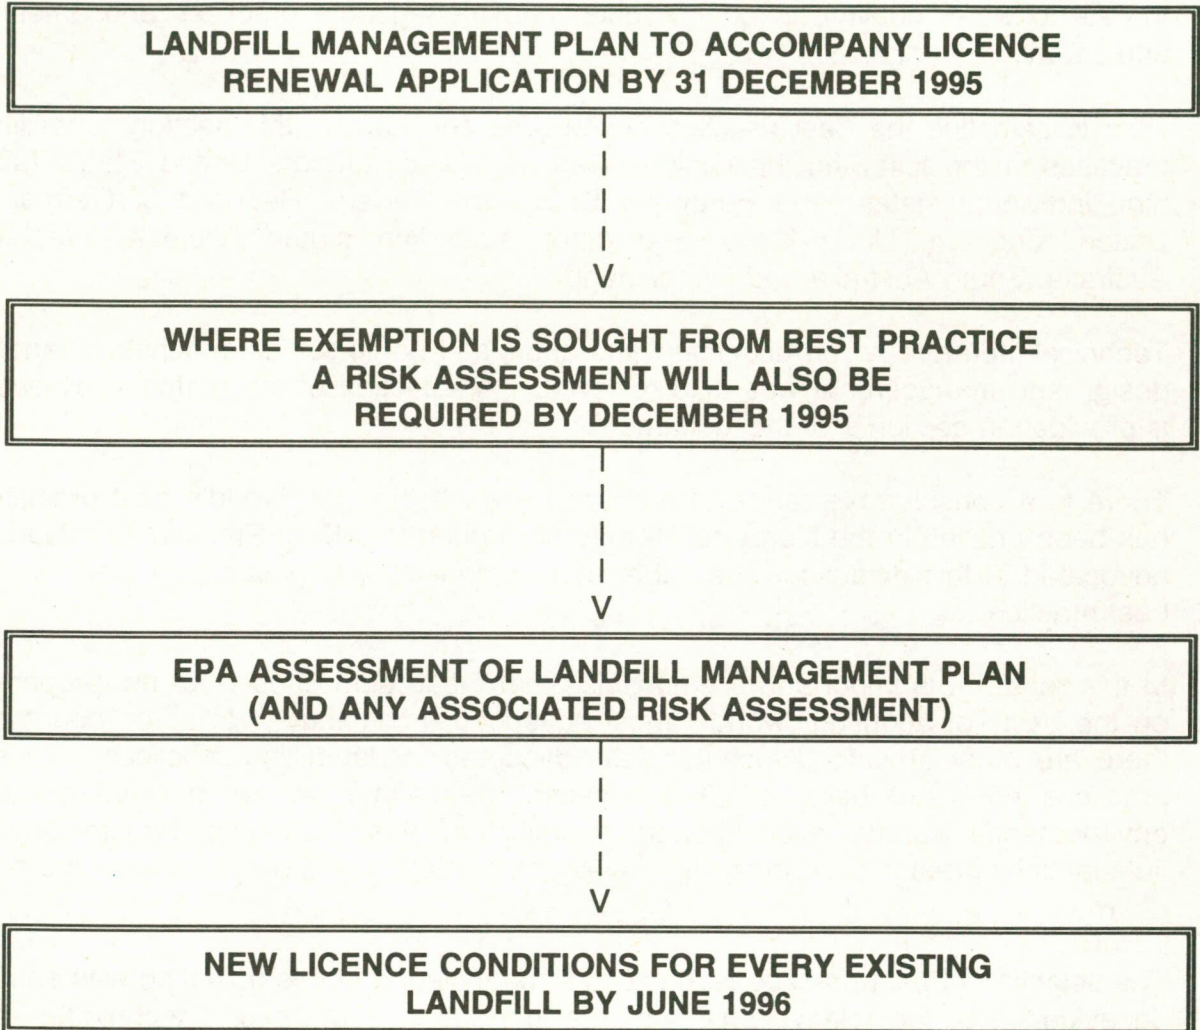 LANDFILL MANAGEMENT PLAN TO ACCOMPANY LICENCE
RENEWAL APPLICATION BY 31 DECEMBER 1995
WHERE EXEMPTION IS SOUGHT FROM BEST PRACTICE
A RISK ASSESSMENT WILL ALSO BE
REQUIRED BY DECEMBER 1995
EPA ASSESSMENT OF LANDFILL MANAGEMENT PLAN
(AND ANY ASSOCIATED RISK ASSESSMENT)
NEW LICENCE CONDITIONS FOR EVERY EXISTING
LANDFILL BY JUNE 1996